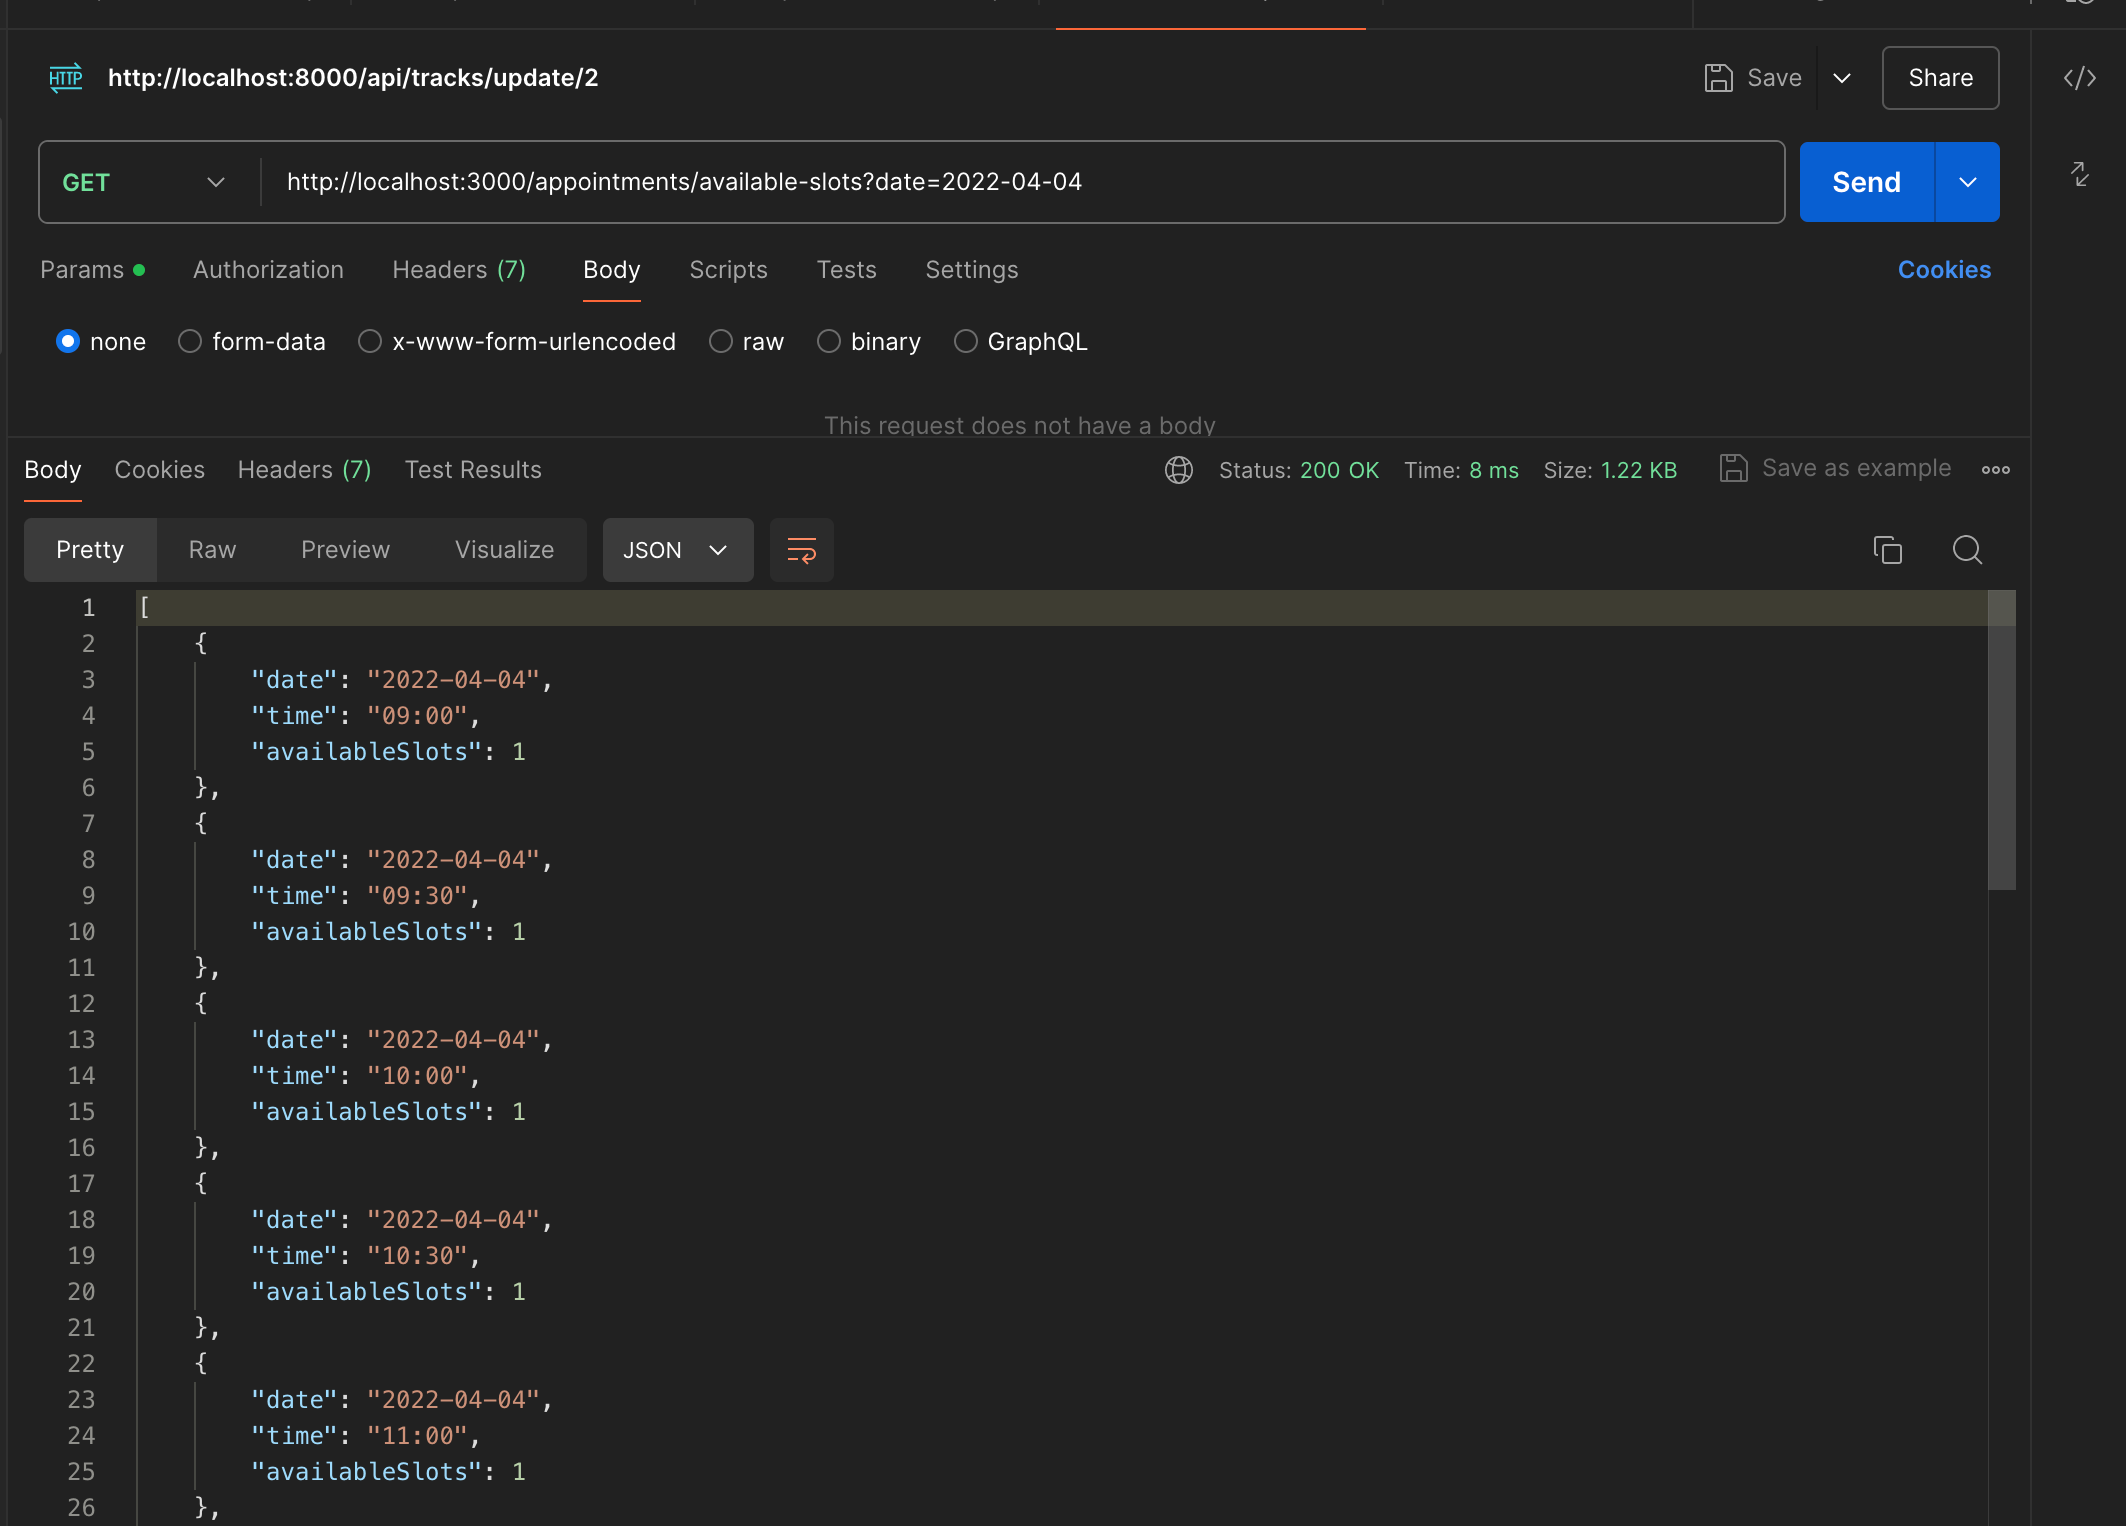 HTTP http://localhost:8000/api/tracks/update/2 Save Share
GET http://localhost:3000/appointments/available-slots?date=2022-04-04 Send
Params Authorization Headers (7) Body Scripts Tests Settings Cookies
none form-data x-www-form-urlencoded raw binary GraphQL
This request does not have a body
Body Cookies Headers (7) Test Results Status: 200 OK Time: 8 ms Size: 1.22 KB Save as example
Pretty Raw Preview Visualize JSON
1 [
2 {
3 "date": "2022-04-04",
4 "time": "09:00",
5 "availableSlots": 1
6 },
7 {
8 "date": "2022-04-04",
9 "time": "09:30",
10 "availableSlots": 1
11 },
12 {
13 "date": "2022-04-04",
14 "time": "10:00",
15 "availableSlots": 1
16 },
17 {
18 "date": "2022-04-04",
19 "time": "10:30",
20 "availableSlots": 1
21 },
22 {
23 "date": "2022-04-04",
24 "time": "11:00",
25 "availableSlots": 1
26 },